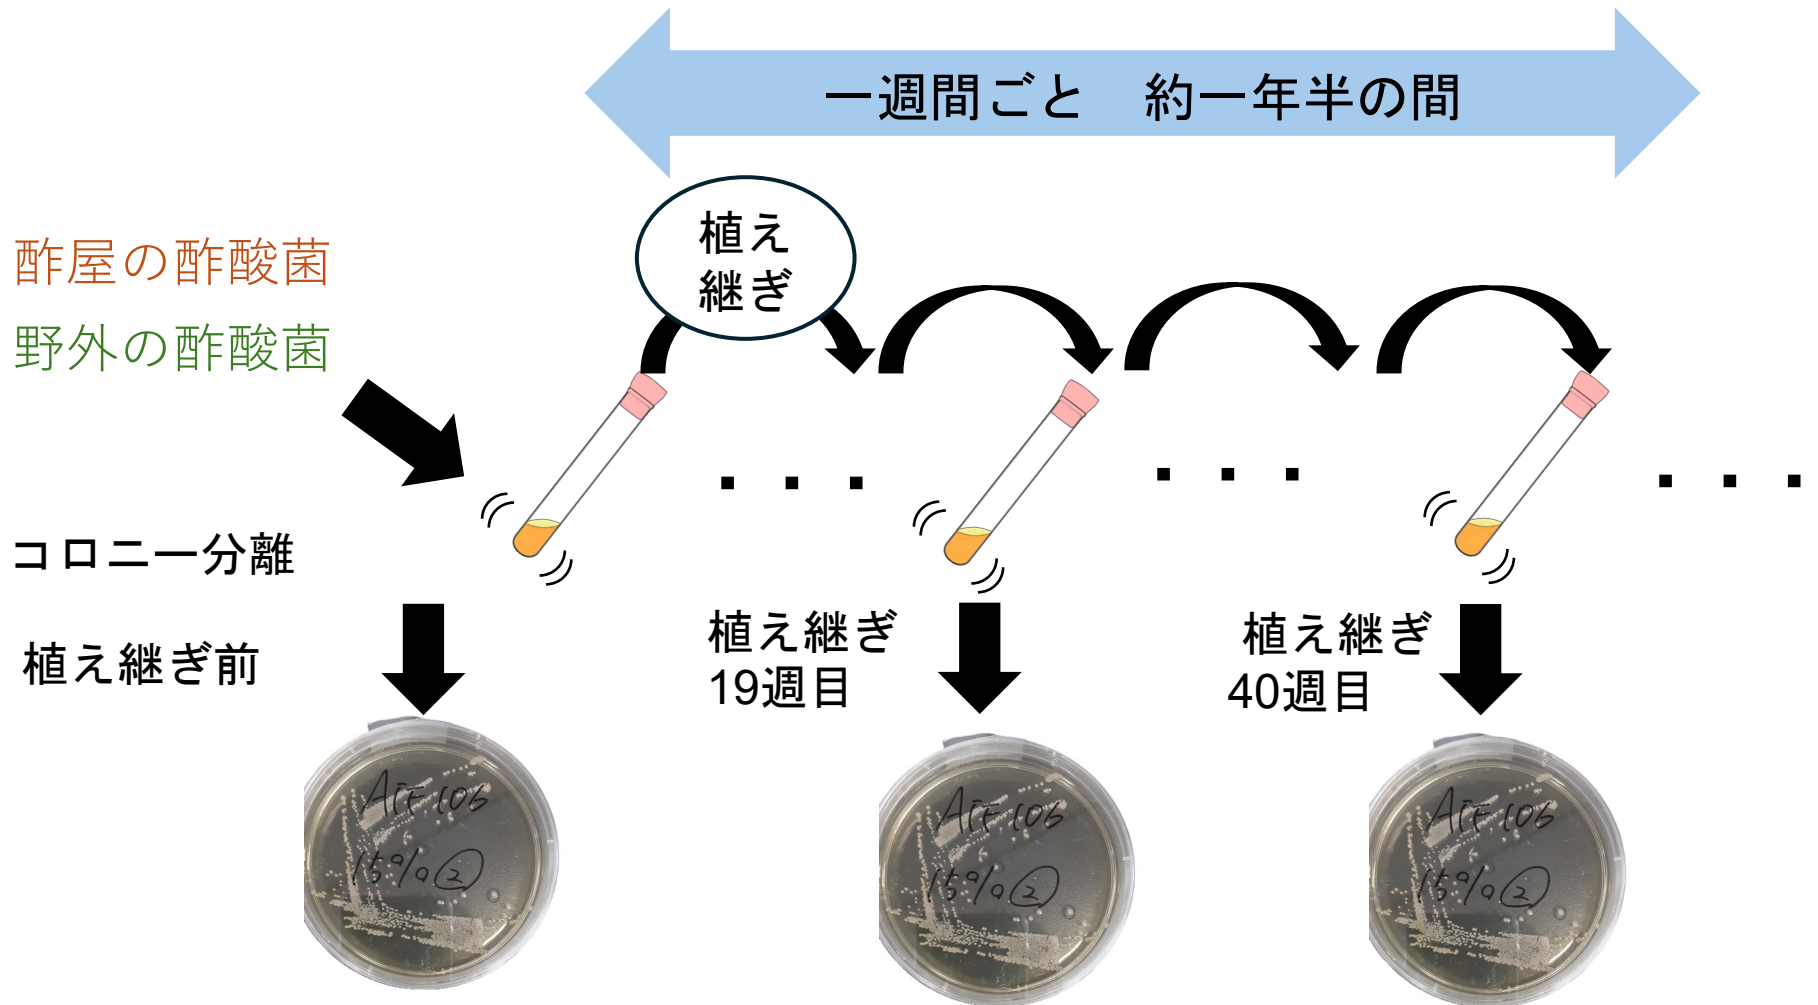 一週間ごと　約一年半の間
植え
継ぎ
酢屋の酢酸菌
野外の酢酸菌
コロニー分離
植え継ぎ前
植え継ぎ
19週目
植え継ぎ
40週目